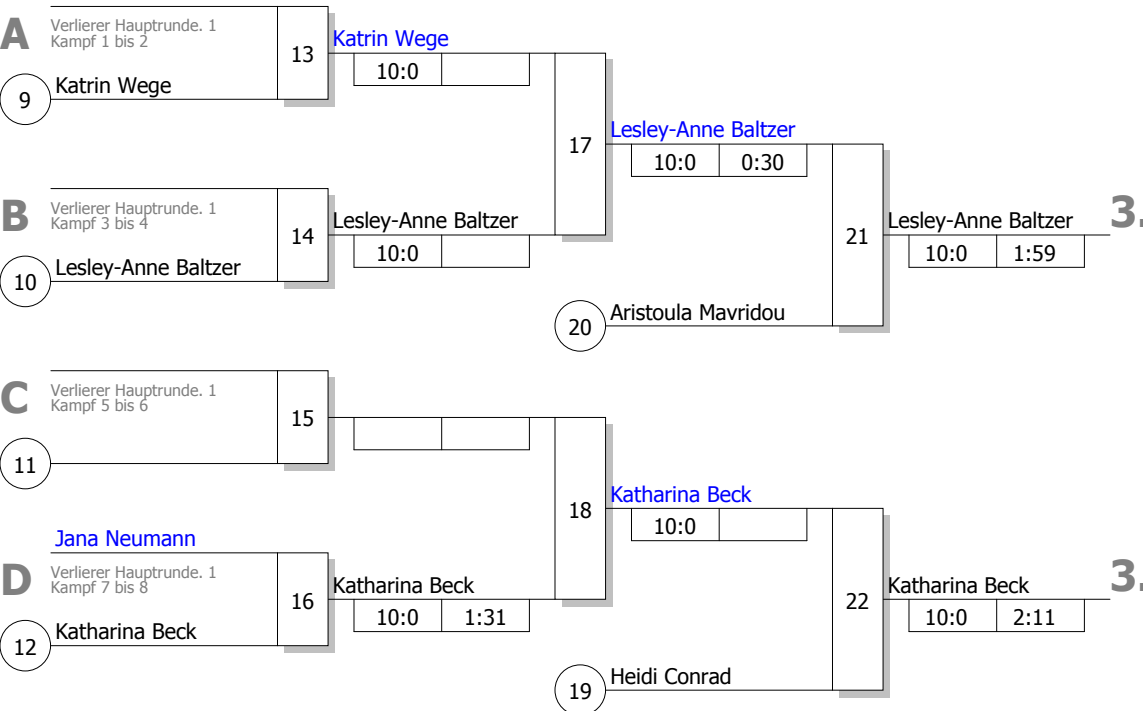 A
Verlierer Hauptrunde. 1
Kampf 1 bis 2
13
Katrin Wege
10:0
9
Katrin Wege
17
Lesley-Anne Baltzer
10:0 0:30
B
Verlierer Hauptrunde. 1
Kampf 3 bis 4
14
Lesley-Anne Baltzer
10:0
10
Lesley-Anne Baltzer
21
Lesley-Anne Baltzer
10:0 1:59
3.
20
Aristoula Mavridou
C
Verlierer Hauptrunde. 1
Kampf 5 bis 6
15
11
18
Katharina Beck
10:0
Jana Neumann
D
Verlierer Hauptrunde. 1
Kampf 7 bis 8
16
Katharina Beck
10:0 1:31
12
Katharina Beck
22
Katharina Beck
10:0 2:11
3.
19
Heidi Conrad